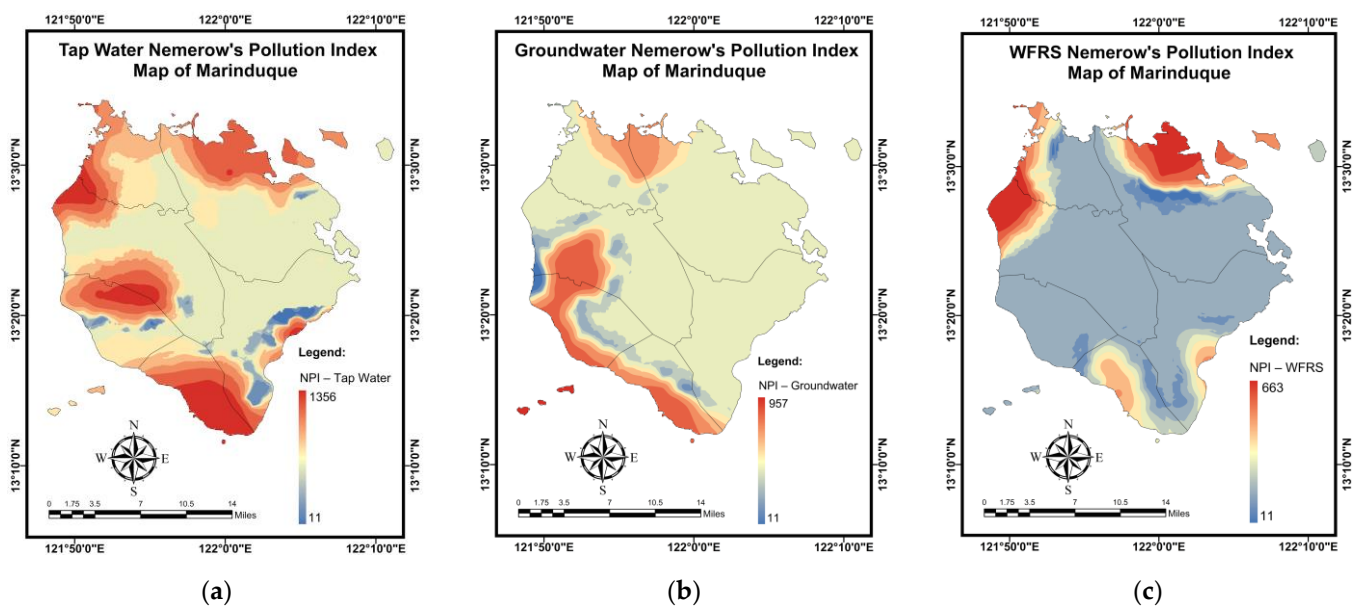 121°50'0"E 122°0'0"E 122°10'0"E
Tap Water Nemerow's Pollution Index
Map of Marinduque
13°30'0"N
13°30'0"N
13°20'0"N
13°20'0"N
13°10'0"N
13°10'0"N
Legend:
NPI – Tap Water
1356
11
N
W E
S
0 1.75 3.5 7 10.5 14
Miles
121°50'0"E 122°0'0"E 122°10'0"E
(a)
121°50'0"E 122°0'0"E 122°10'0"E
Groundwater Nemerow's Pollution Index
Map of Marinduque
13°30'0"N
13°30'0"N
13°20'0"N
13°20'0"N
13°10'0"N
13°10'0"N
Legend:
NPI – Groundwater
957
11
N
W E
S
0 1.75 3.5 7 10.5 14
Miles
121°50'0"E 122°0'0"E 122°10'0"E
(b)
121°50'0"E 122°0'0"E 122°10'0"E
WFRS Nemerow's Pollution Index
Map of Marinduque
13°30'0"N
13°30'0"N
13°20'0"N
13°20'0"N
13°10'0"N
13°10'0"N
Legend:
NPI – WFRS
663
11
N
W E
S
0 1.75 3.5 7 10.5 14
Miles
121°50'0"E 122°0'0"E 122°10'0"E
(c)